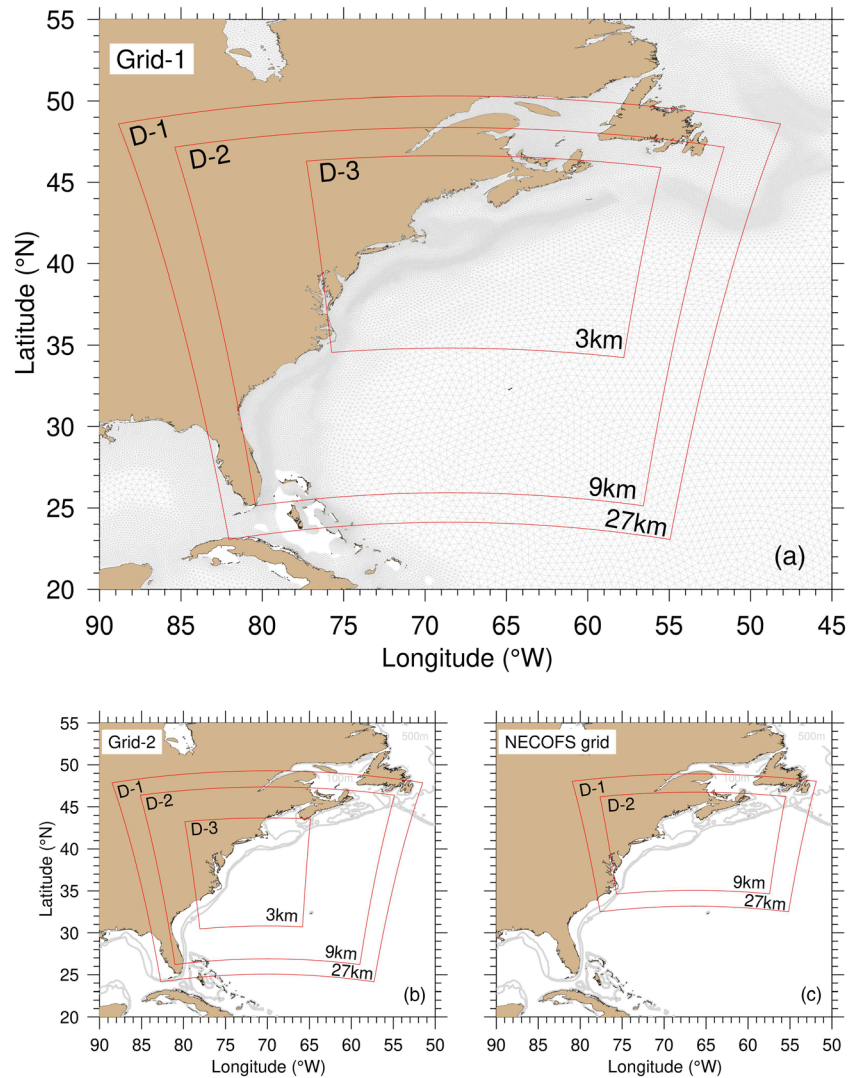 55
50
45
40
35
30
25
20
Latitude (°N)
Grid-1
D-1
D-2
D-3
3km
9km
27km
(a)
90 85 80 75 70 65 60 55 50 45
Longitude (°W)
55
50
45
40
35
30
25
20
Latitude (°N)
Grid-2
500m
100m
D-1
D-2
D-3
3km
9km
27km
(b)
90 85 80 75 70 65 60 55 50
Longitude (°W)
55
50
45
40
35
30
25
20
Latitude (°N)
NECOFS grid
500m
100m
D-1
D-2
9km
27km
(c)
90 85 80 75 70 65 60 55 50
Longitude (°W)